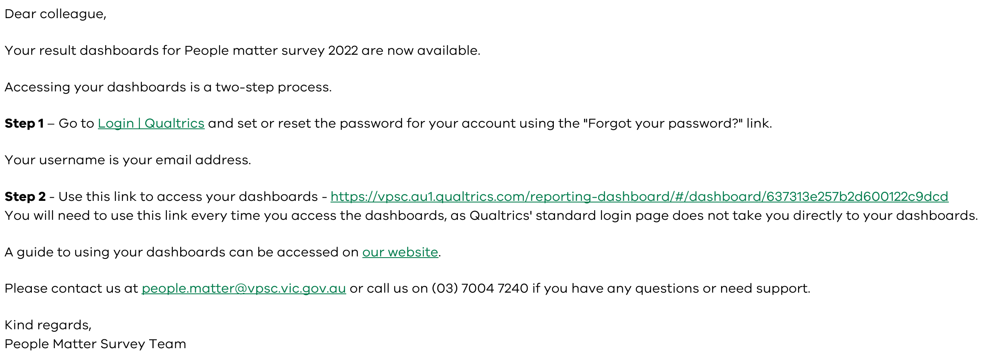 Dear colleague,
Your result dashboards for People matter survey 2022 are now available.
Accessing your dashboards is a two-step process.
Step 1 – Go to Login | Qualtrics and set or reset the password for your account using the "Forgot your password?" link.
Your username is your email address.
Step 2 - Use this link to access your dashboards - https://vpsc.au1.qualtrics.com/reporting-dashboard/#/dashboard/637313e257b2d600122c9dcd
You will need to use this link every time you access the dashboards, as Qualtrics' standard login page does not take you directly to your dashboards.
A guide to using your dashboards can be accessed on our website.
Please contact us at people.matter@vpsc.vic.gov.au or call us on (03) 7004 7240 if you have any questions or need support.
Kind regards,
People Matter Survey Team